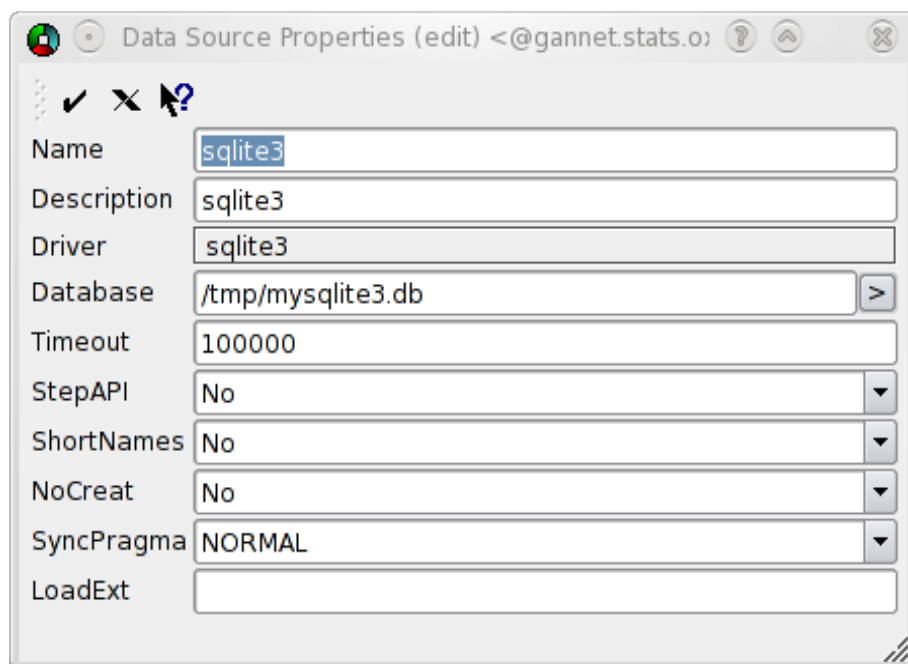 Data Source Properties (edit) <@gannet.stats.ox
Name sqlite3
Description sqlite3
Driver sqlite3
Database /tmp/mysqlite3.db >
Timeout 100000
StepAPI No
ShortNames No
NoCreat No
SyncPragma NORMAL
LoadExt